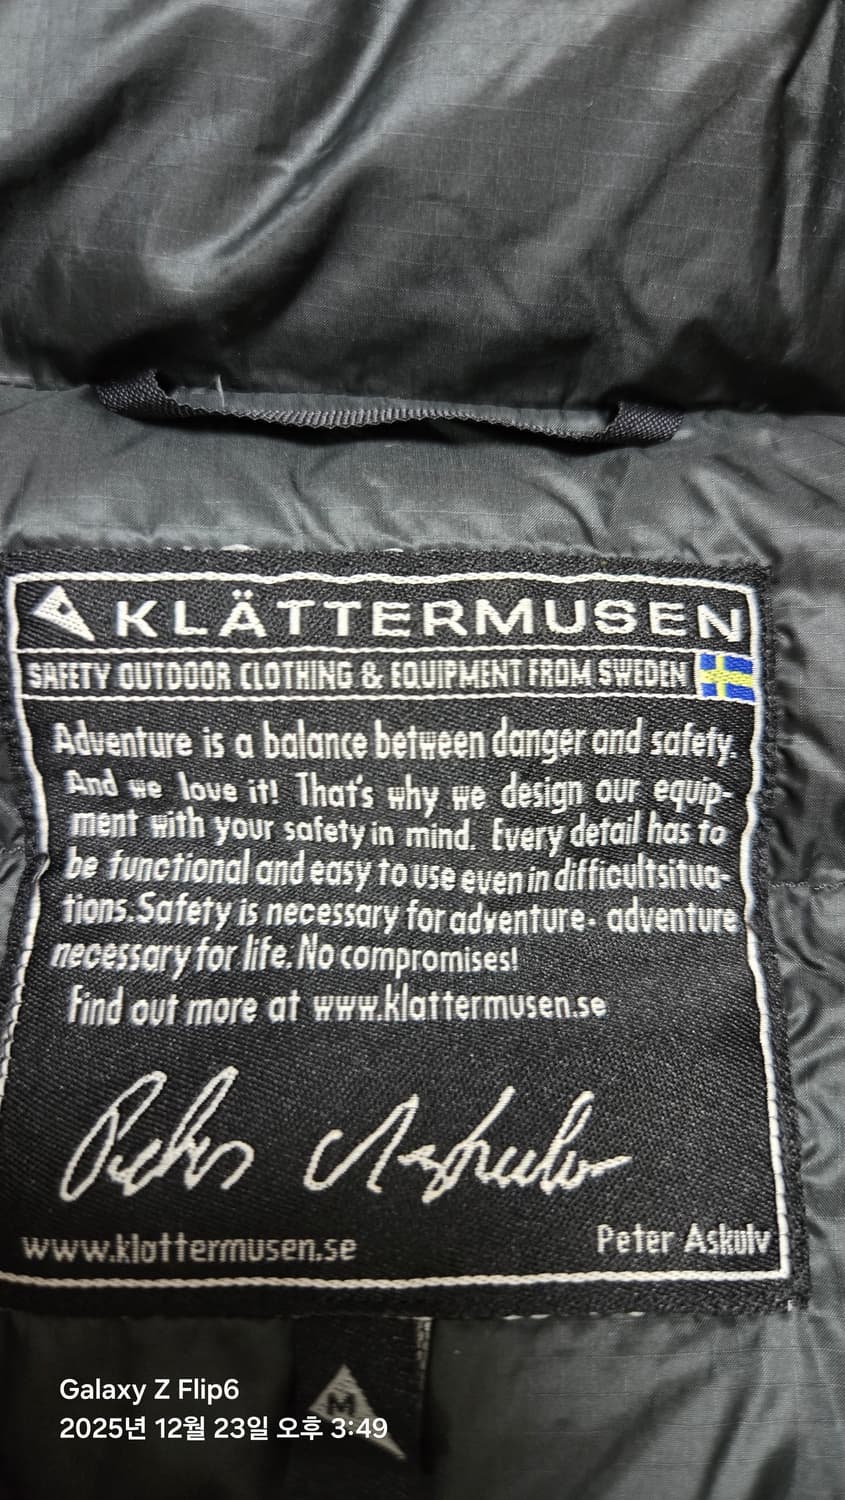 KLÄTTERMUSEN
SAFETY OUTDOOR CLOTHING & EQUIPMENT FROM SWEDEN
Adventure is a balance between danger and safety.
And we love it! That's why we design our equip-
ment with your safety in mind. Every detail has to
be functional and easy to use even in difficultsitua-
tions.Safety is necessary for adventure- adventure
necessary for life. No compromises!
Find out more at www.klattermusen.se
Peter Askulv
www.klattermusen.se
Peter Askulv
M
Galaxy Z Flip6
2025년 12월 23일 오후 3:49